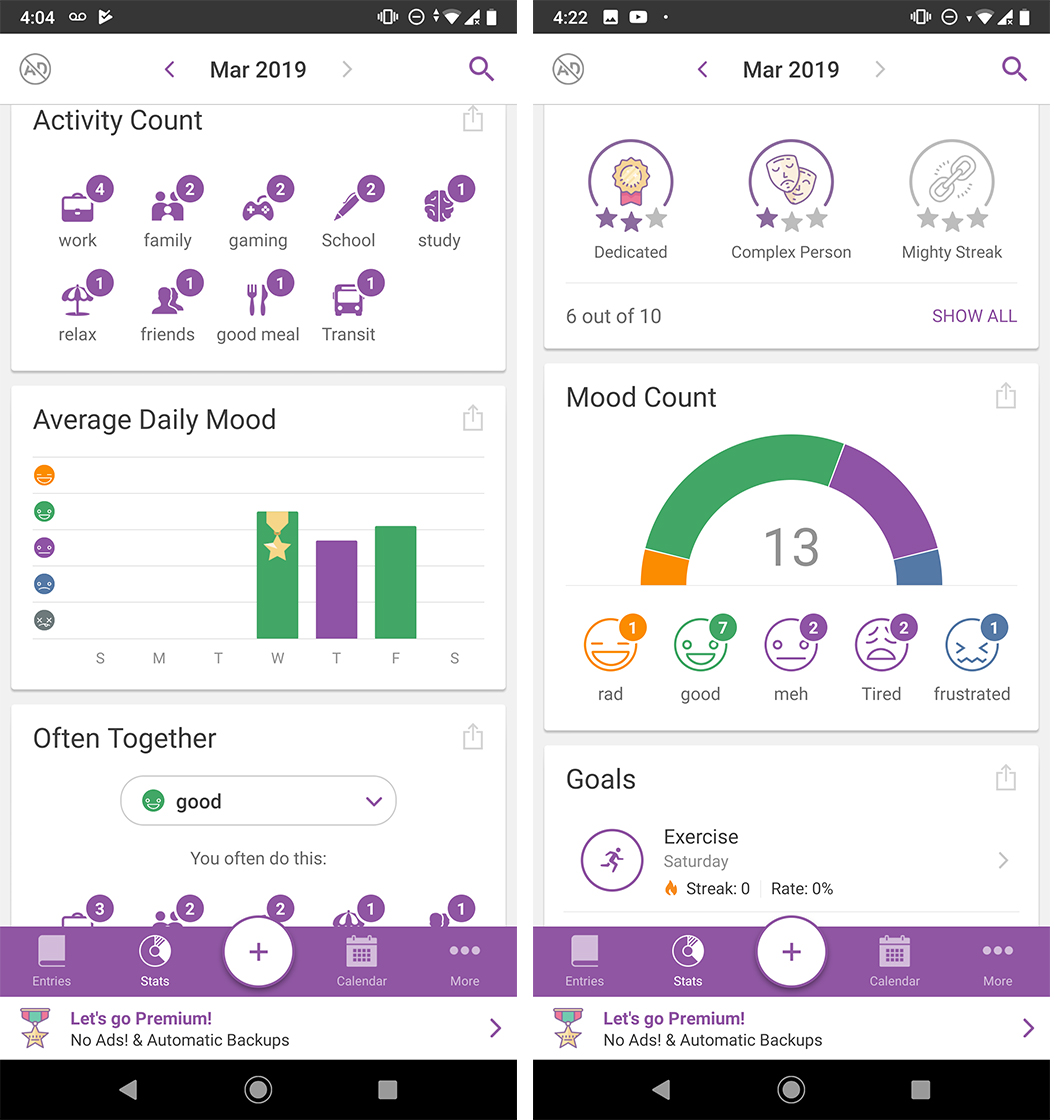 4:04
AD
Mar 2019
Activity Count
4 2 2 2 1
work family gaming School study
1 1 1 1
relax friends good meal Transit
Average Daily Mood
S M T W T F S
Often Together
good
You often do this:
3 2 2 1 1
+
Entries Stats Calendar More
Let's go Premium!
No Ads! & Automatic Backups
4:22
AD
Mar 2019
Dedicated Complex Person Mighty Streak
6 out of 10 SHOW ALL
Mood Count
13
1 7 2 2 1
rad good meh Tired frustrated
Goals
Exercise
Saturday
Streak: 0 Rate: 0%
+
Entries Stats Calendar More
Let's go Premium!
No Ads! & Automatic Backups